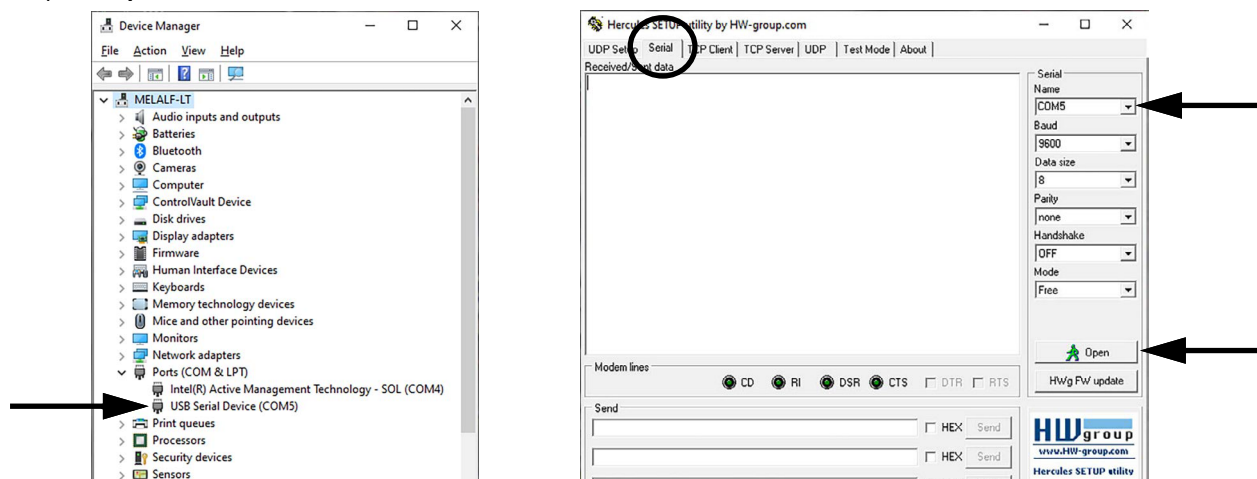 Device Manager
File Action View Help
MELALF-LT
Audio inputs and outputs
Batteries
Bluetooth
Cameras
Computer
ControlVault Device
Disk drives
Display adapters
Firmware
Human Interface Devices
Keyboards
Memory technology devices
Mice and other pointing devices
Monitors
Network adapters
Ports (COM & LPT)
Intel(R) Active Management Technology - SOL (COM4)
USB Serial Device (COM5)
Print queues
Processors
Security devices
Sensors
Hercules SETUP utility by HW-group.com
UDP Setup Serial TCP Client TCP Server UDP Test Mode About
Received/Sent data
Serial
Name
COM5
Baud
9600
Data size
8
Parity
none
Handshake
OFF
Mode
Free
Open
HWg FW update
Modem lines
CD RI DSR CTS DTR RTS
Send
HEX Send
HEX Send
HWgroup
www.HW-group.com
Hercules SETUP utility